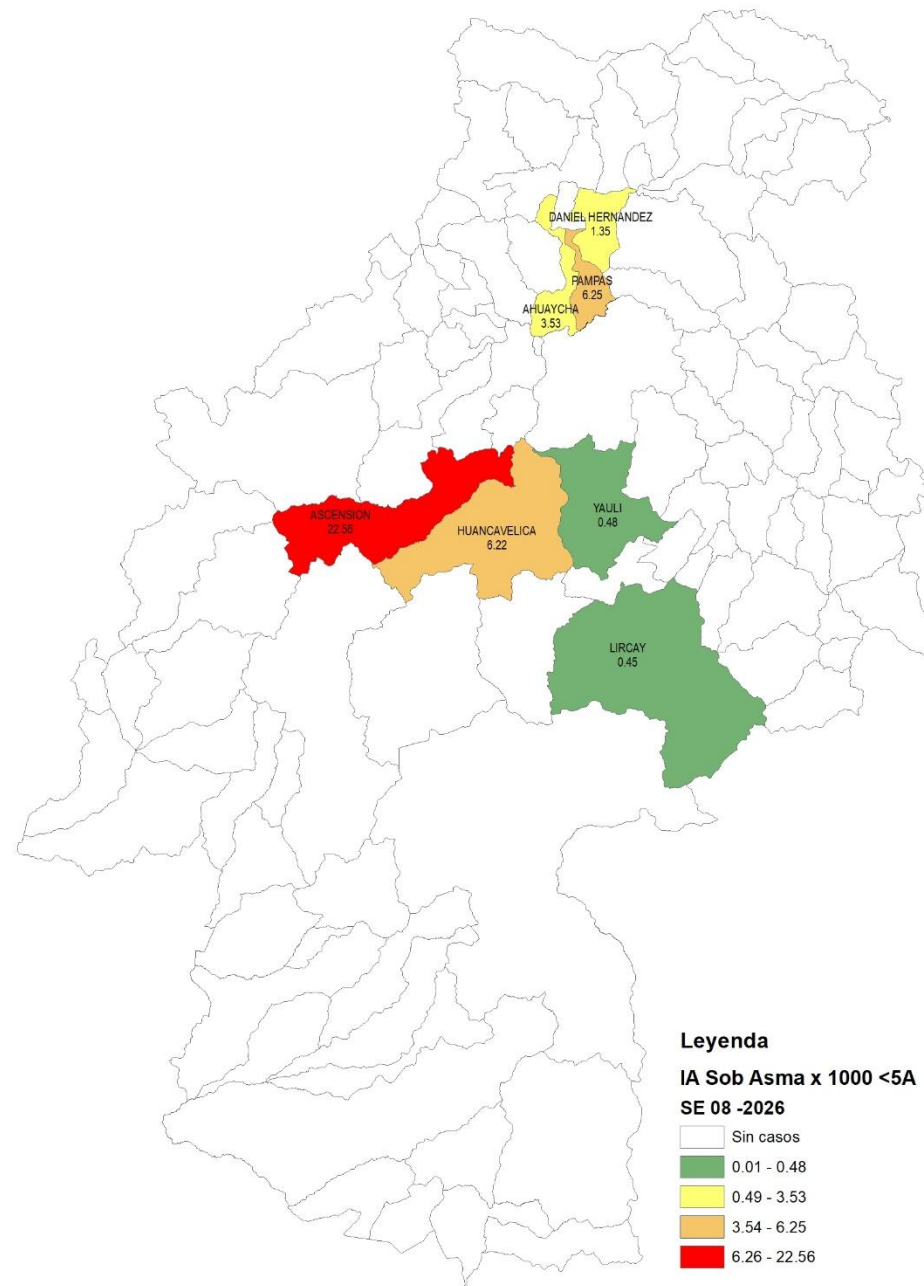 DANIEL HERNANDEZ
1.35
PAMPAS
6.25
AHUAYCHA
3.53
ASCENSION
22.56
HUANCAVELICA
6.22
YAULI
0.48
LIRCAY
0.45
Leyenda
IA Sob Asma x 1000 <5A
SE 08 -2026
Sin casos
0.01 - 0.48
0.49 - 3.53
3.54 - 6.25
6.26 - 22.56